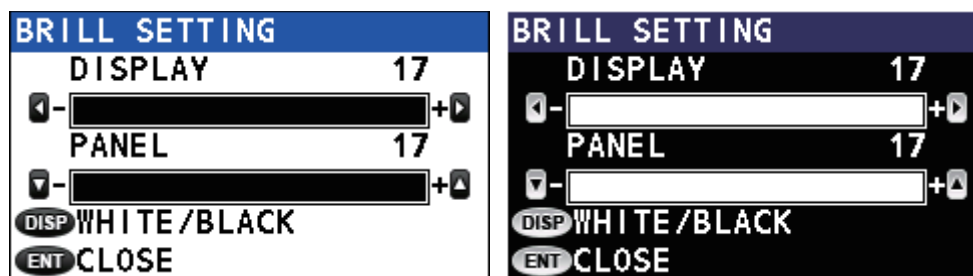 BRILL SETTING
DISPLAY 17
- +
PANEL 17
- +
DISP WHITE/BLACK
ENT CLOSE
BRILL SETTING
DISPLAY 17
- +
PANEL 17
- +
DISP WHITE/BLACK
ENT CLOSE